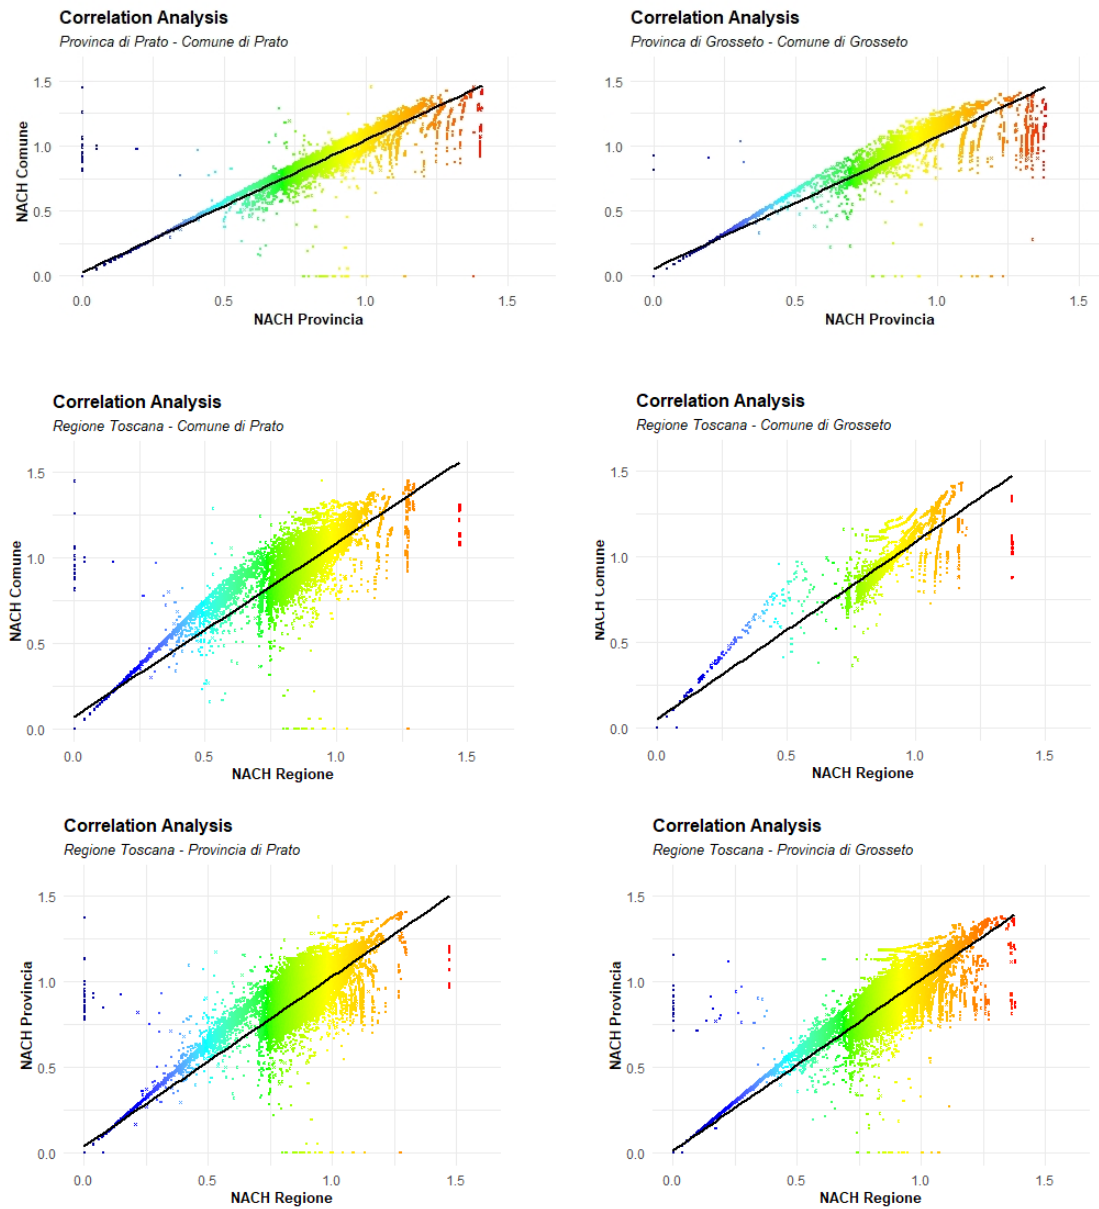 Correlation Analysis
Provinca di Prato - Comune di Prato
NACH Comune
1.5
1.0
0.5
0.0
0.0 0.5 1.0 1.5
NACH Provincia
Correlation Analysis
Provinca di Grosseto - Comune di Grosseto
NACH Comune
1.5
1.0
0.5
0.0
0.0 0.5 1.0 1.5
NACH Provincia
Correlation Analysis
Regione Toscana - Comune di Prato
NACH Comune
1.5
1.0
0.5
0.0
0.0 0.5 1.0 1.5
NACH Regione
Correlation Analysis
Regione Toscana - Comune di Grosseto
NACH Comune
1.5
1.0
0.5
0.0
0.0 0.5 1.0 1.5
NACH Regione
Correlation Analysis
Regione Toscana - Provincia di Prato
NACH Provincia
1.5
1.0
0.5
0.0
0.0 0.5 1.0 1.5
NACH Regione
Correlation Analysis
Regione Toscana - Provincia di Grosseto
NACH Provincia
1.5
1.0
0.5
0.0
0.0 0.5 1.0 1.5
NACH Regione